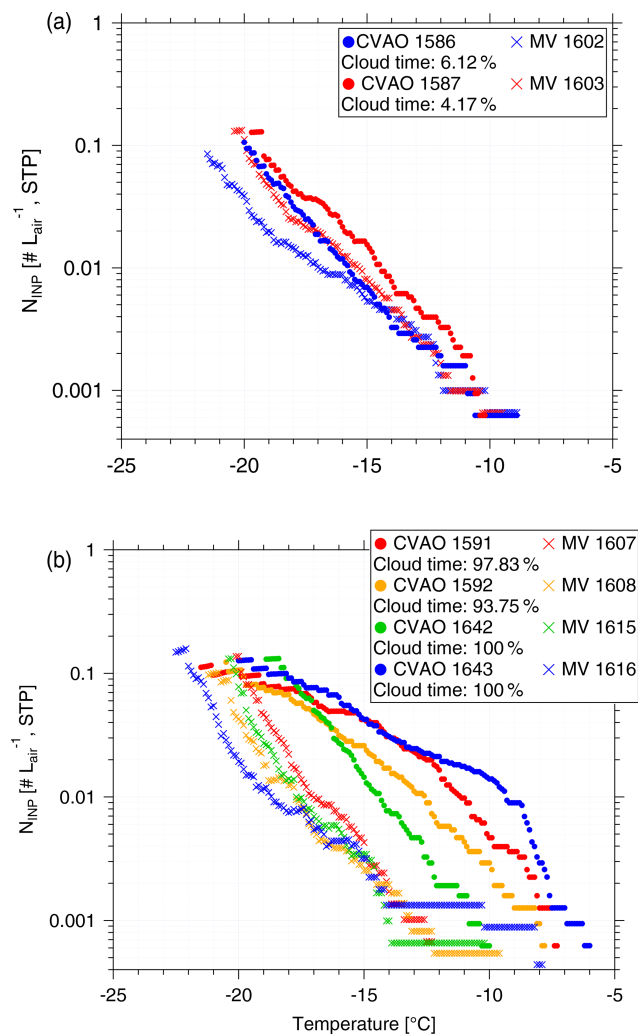 (a)
1
0.1
0.01
0.001
N_INP [# L_air^-1 , STP]
CVAO 1586 MV 1602
Cloud time: 6.12 %
CVAO 1587 MV 1603
Cloud time: 4.17 %
-25 -20 -15 -10 -5
(b)
1
0.1
0.01
0.001
N_INP [# L_air^-1 , STP]
CVAO 1591 MV 1607
Cloud time: 97.83 %
CVAO 1592 MV 1608
Cloud time: 93.75 %
CVAO 1642 MV 1615
Cloud time: 100 %
CVAO 1643 MV 1616
Cloud time: 100 %
-25 -20 -15 -10 -5
Temperature [°C]